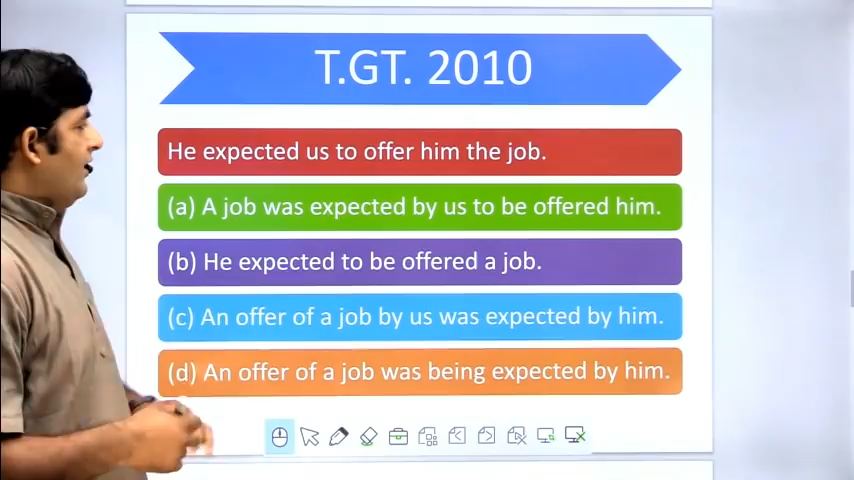 T.GT. 2010
He expected us to offer him the job.
(a) A job was expected by us to be offered him.
(b) He expected to be offered a job.
(c) An offer of a job by us was expected by him.
(d) An offer of a job was being expected by him.